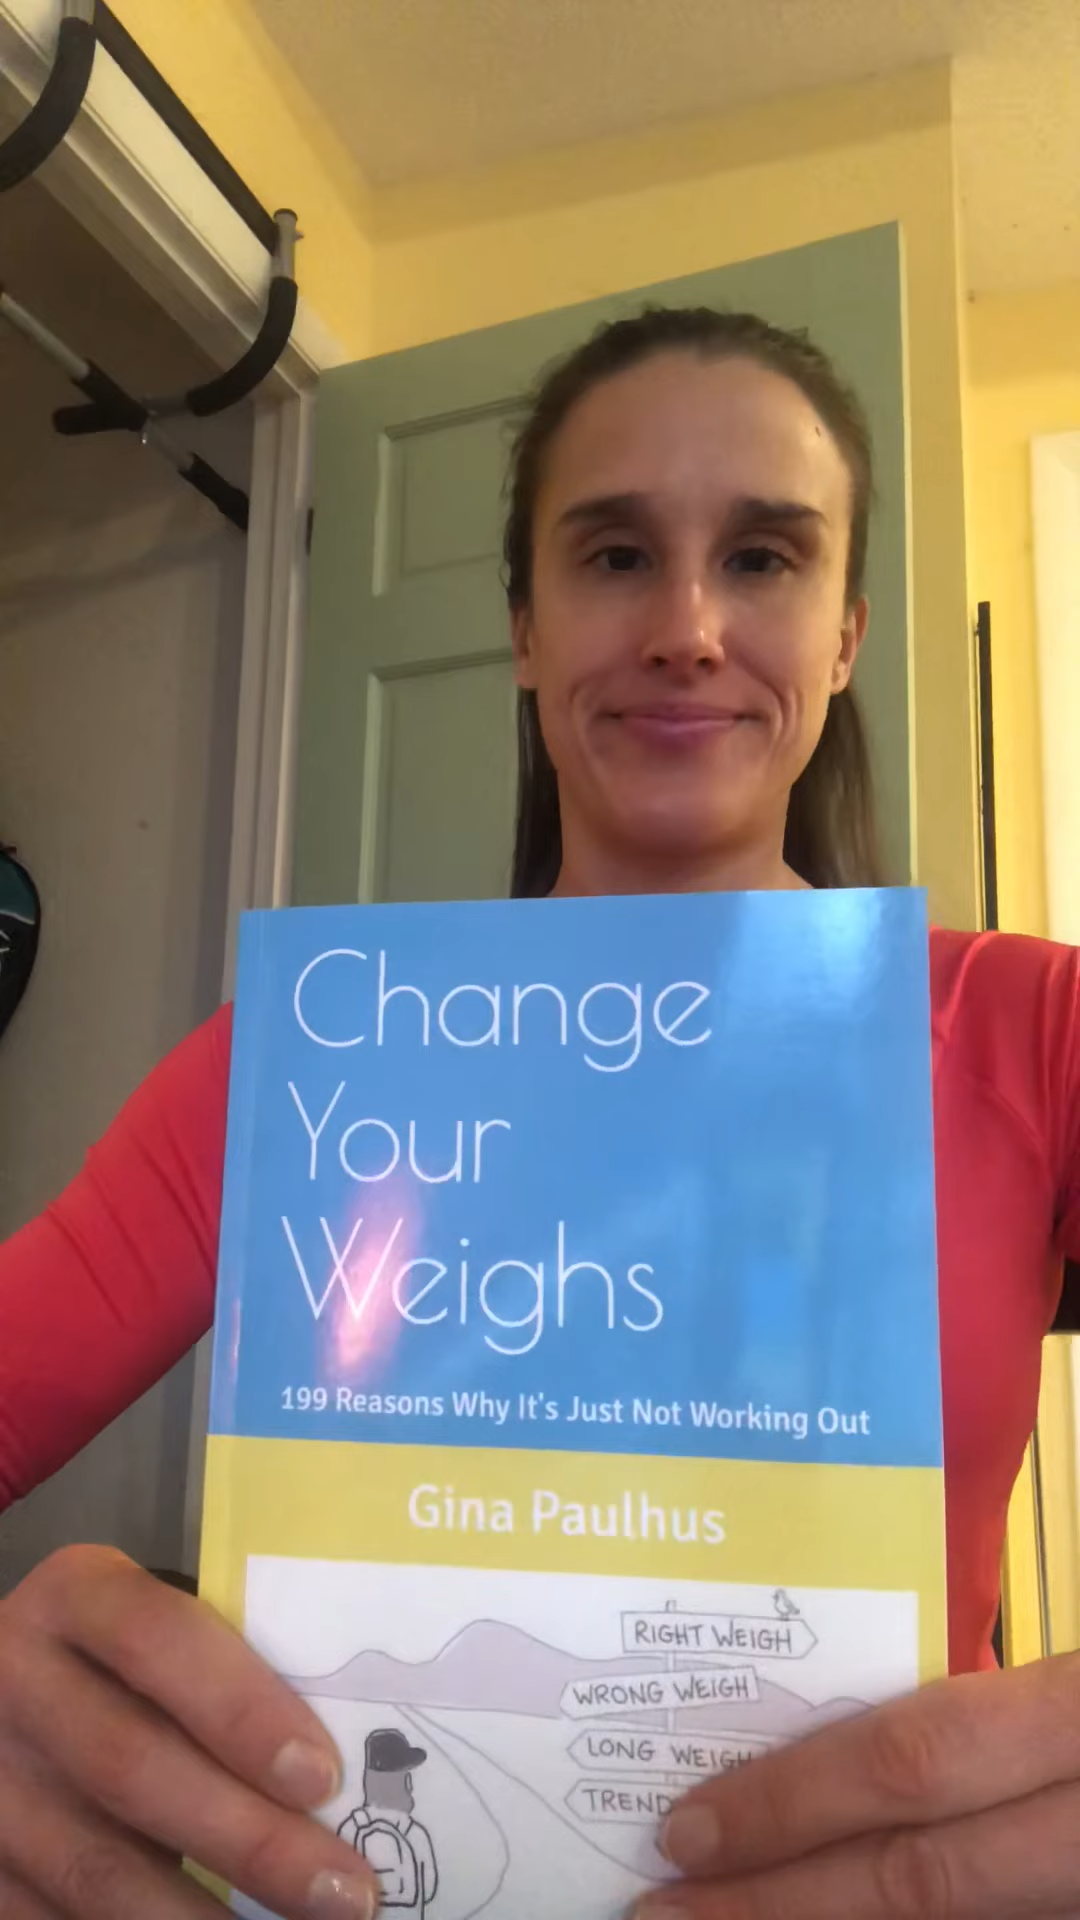 Change
Your
Weighs
199 Reasons Why It's Just Not Working Out
Gina Paulhus
RIGHT WEIGH
WRONG WEIGH
LONG WEIGH
TREND